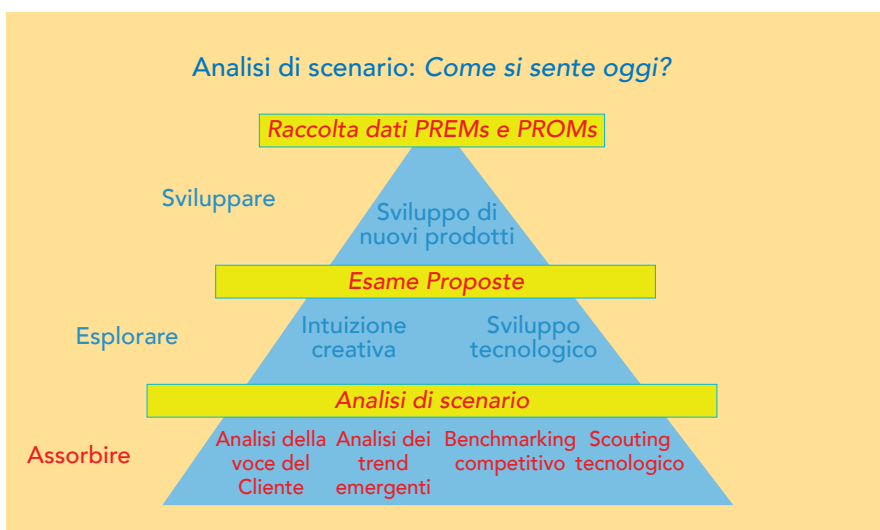 Analisi di scenario: Come si sente oggi?
Raccolta dati PREMs e PROMs
Sviluppare
Sviluppo di
nuovi prodotti
Esame Proposte
Esplorare
Intuizione
creativa
Sviluppo
tecnologico
Analisi di scenario
Assorbire
Analisi della
voce del
Cliente
Analisi dei
trend
emergenti
Benchmarking
competitivo
Scouting
tecnologico